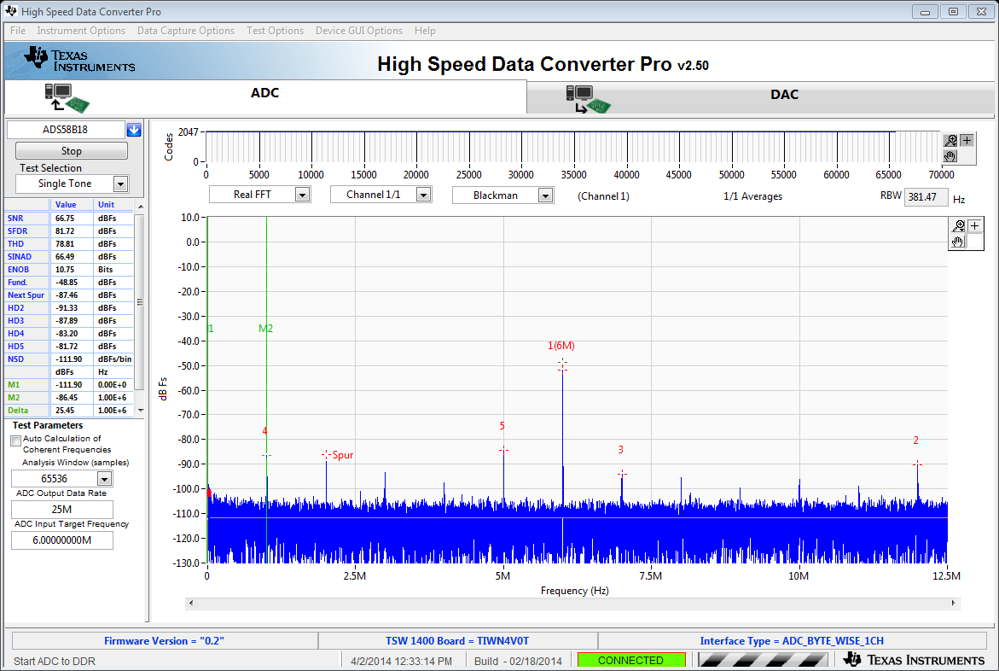 High Speed Data Converter Pro
File Instrument Options Data Capture Options Test Options Device GUI Options Help
TEXAS INSTRUMENTS
High Speed Data Converter Pro v2.50
ADC
DAC
ADS58B18
Stop
Test Selection
Single Tone
Value Unit
SNR 66.75 dBFs
SFDR 81.72 dBFs
THD 78.81 dBFs
SINAD 66.49 dBFs
ENOB 10.75 Bits
Fund. -48.85 dBFs
Next Spur -87.46 dBFs
HD2 -91.33 dBFs
HD3 -87.89 dBFs
HD4 -83.20 dBFs
HD5 -81.72 dBFs
NSD -111.90 dBFs/bin
dBFs Hz
M1 -111.90 0.00E+0
M2 -86.45 1.00E+6
Delta 25.45 1.00E+6
Test Parameters
Auto Calculation of
Coherent Frequencies
Analysis Window (samples)
65536
ADC Output Data Rate
25M
ADC Input Target Frequency
6.00000000M
Codes
2047
0
0 5000 10000 15000 20000 25000 30000 35000 40000 45000 50000 55000 60000 65000 70000
Real FFT Channel 1/1 Blackman (Channel 1) 1/1 Averages RBW 381.47 Hz
dB Fs
10.0
0.0
-10.0
-20.0
-30.0
-40.0
-50.0
-60.0
-70.0
-80.0
-90.0
-100.0
-110.0
-120.0
-130.0
1 M2
1(6M)
4
5
Spur
3
2
0 2.5M 5M 7.5M 10M 12.5M
Frequency (Hz)
Firmware Version = "0.2" TSW 1400 Board = TIWN4V0T Interface Type = ADC_BYTE_WISE_1CH
Start ADC to DDR 4/2/2014 12:33:14 PM Build - 02/18/2014 CONNECTED TEXAS INSTRUMENTS